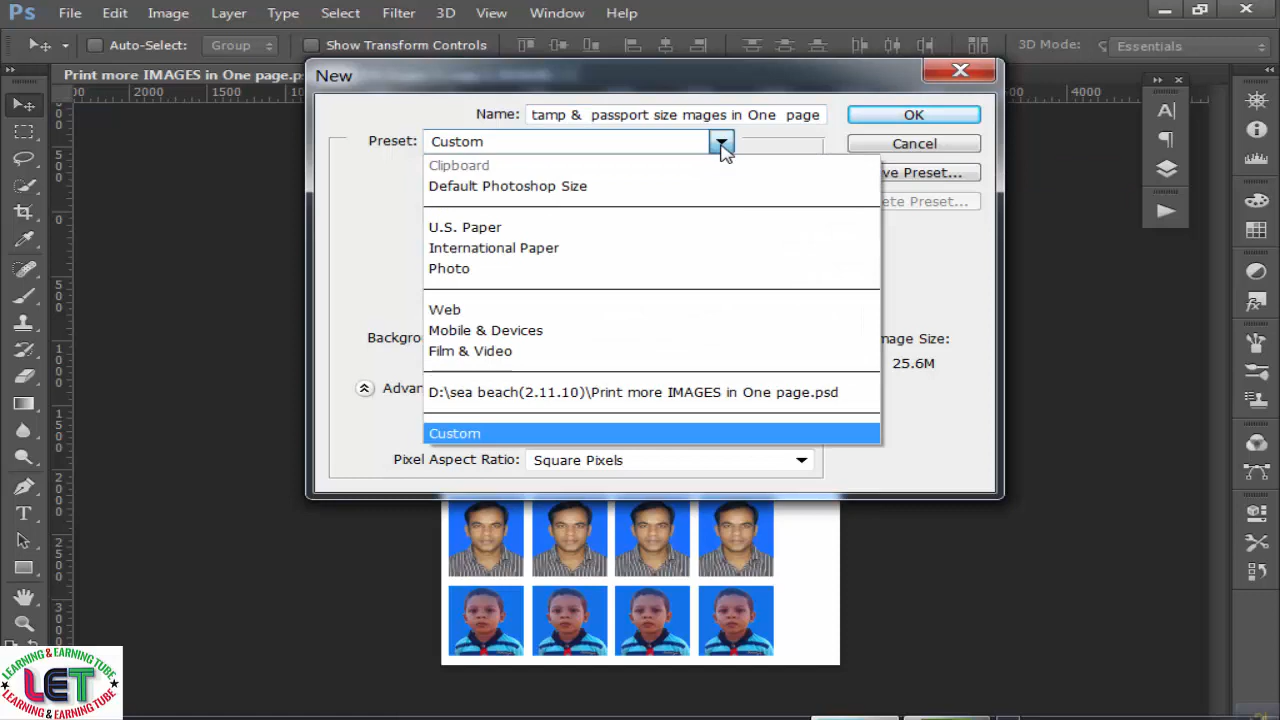 Ps File Edit Image Layer Type Select Filter 3D View Window Help
Auto-Select: Group Show Transform Controls 3D Mode: Essentials
Print more IMAGES in One page.ps
2000 1500 4000
New
Name: tamp & passport size mages in One page
OK
Preset: Custom
Cancel
Clipboard
ve Preset...
Default Photoshop Size
ete Preset...
U.S. Paper
International Paper
Photo
Web
Mobile & Devices
Backgro
mage Size:
Film & Video
25.6M
Advan
D:\sea beach(2.11.10)\Print more IMAGES in One page.psd
Custom
Pixel Aspect Ratio: Square Pixels
LEARNING & EARNING TUBE
LET
LEARNING & EARNING TUBE